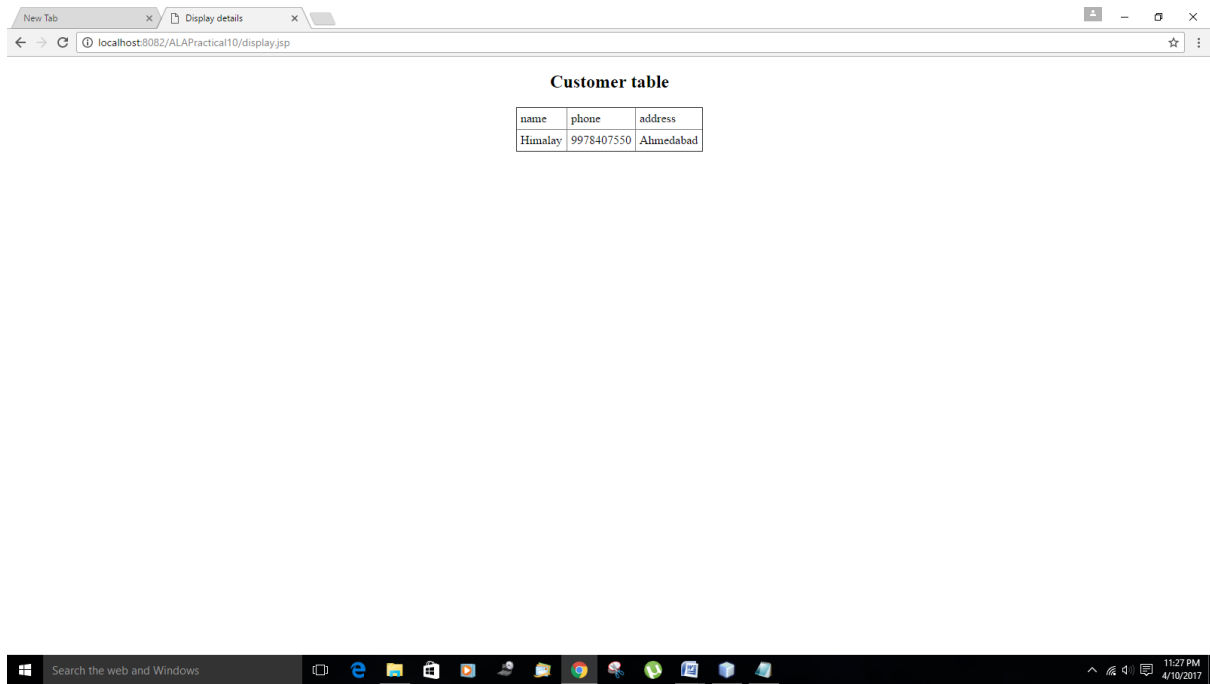 New Tab
Display details
localhost:8082/ALAPractical10/display.jsp
Customer table
name phone address
Himalay 9978407550 Ahmedabad
Search the web and Windows
11:27 PM
4/10/2017